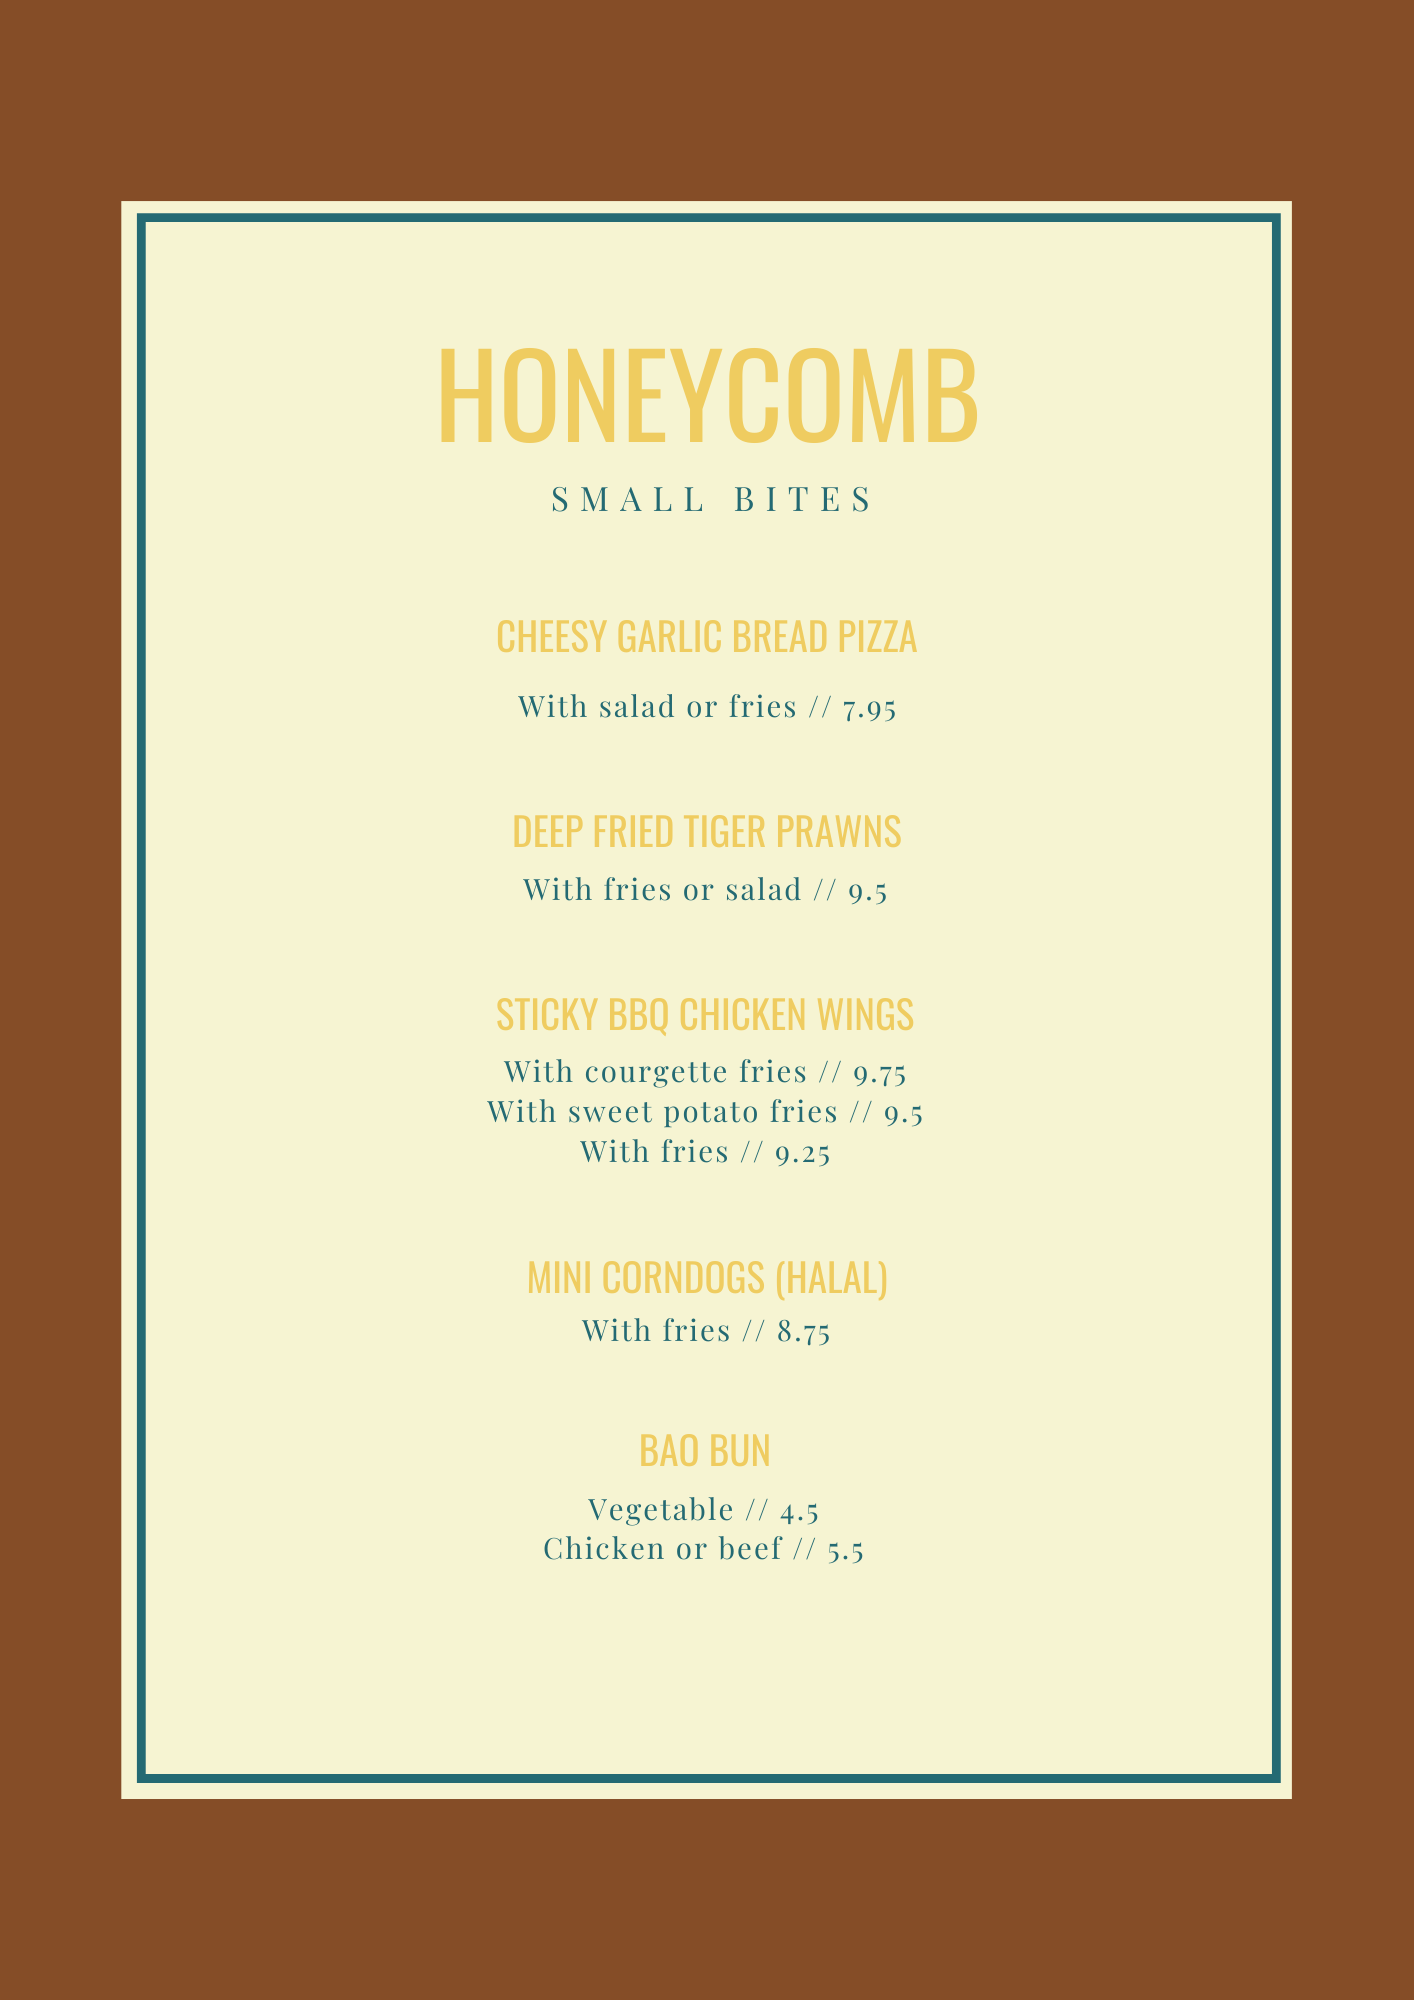 HONEYCOMB
SMALL BITES
CHEESY GARLIC BREAD PIZZA
With salad or fries // 7.95
DEEP FRIED TIGER PRAWNS
With fries or salad // 9.5
STICKY BBQ CHICKEN WINGS
With courgette fries // 9.75
With sweet potato fries // 9.5
With fries // 9.25
MINI CORNDOGS (HALAL)
With fries // 8.75
BAO BUN
Vegetable // 4.5
Chicken or beef // 5.5